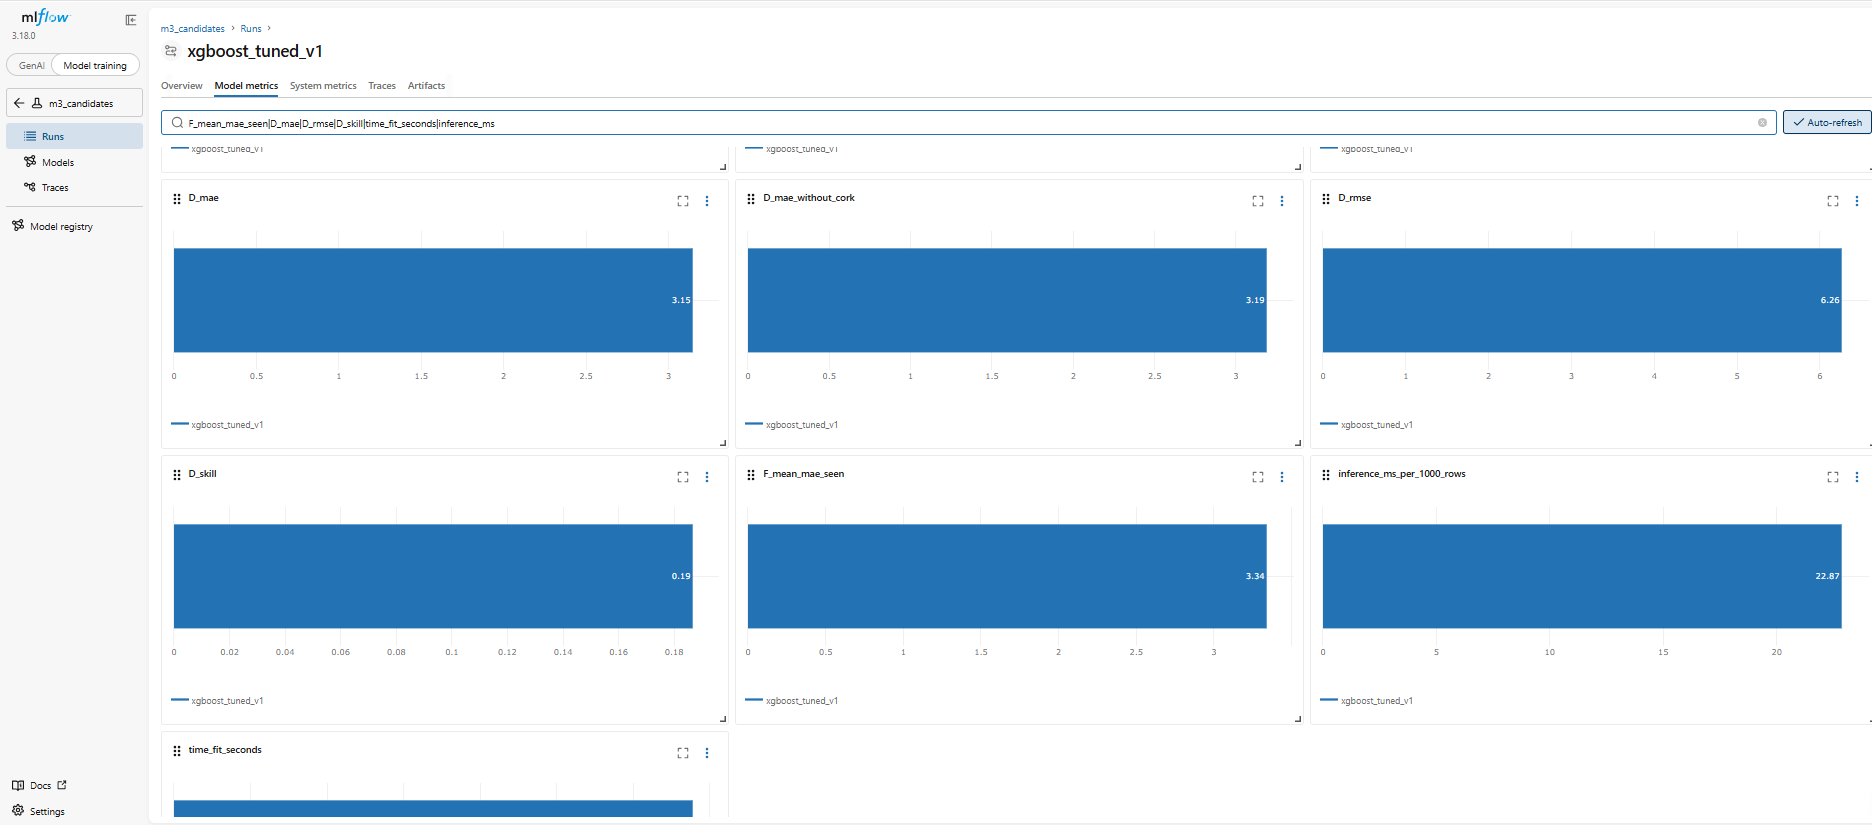 mlflow
3.18.0
GenAI
Model training
m3_candidates
Runs
Models
Traces
Model registry
Docs
Settings
m3_candidates > Runs >
xgboost_tuned_v1
Overview Model metrics System metrics Traces Artifacts
F_mean_mae_seen|D_mae|D_rmse|D_skill|time_fit_seconds|inference_ms
Auto-refresh
xgboost_tuned_v1
xgboost_tuned_v1
xgboost_tuned_v1
D_mae
3.15
0 0.5 1 1.5 2 2.5 3
xgboost_tuned_v1
D_mae_without_cork
3.19
0 0.5 1 1.5 2 2.5 3
xgboost_tuned_v1
D_rmse
6.26
0 1 2 3 4 5 6
xgboost_tuned_v1
D_skill
0.19
0 0.02 0.04 0.06 0.08 0.1 0.12 0.14 0.16 0.18
xgboost_tuned_v1
F_mean_mae_seen
3.34
0 0.5 1 1.5 2 2.5 3
xgboost_tuned_v1
inference_ms_per_1000_rows
22.87
0 5 10 15 20
xgboost_tuned_v1
time_fit_seconds